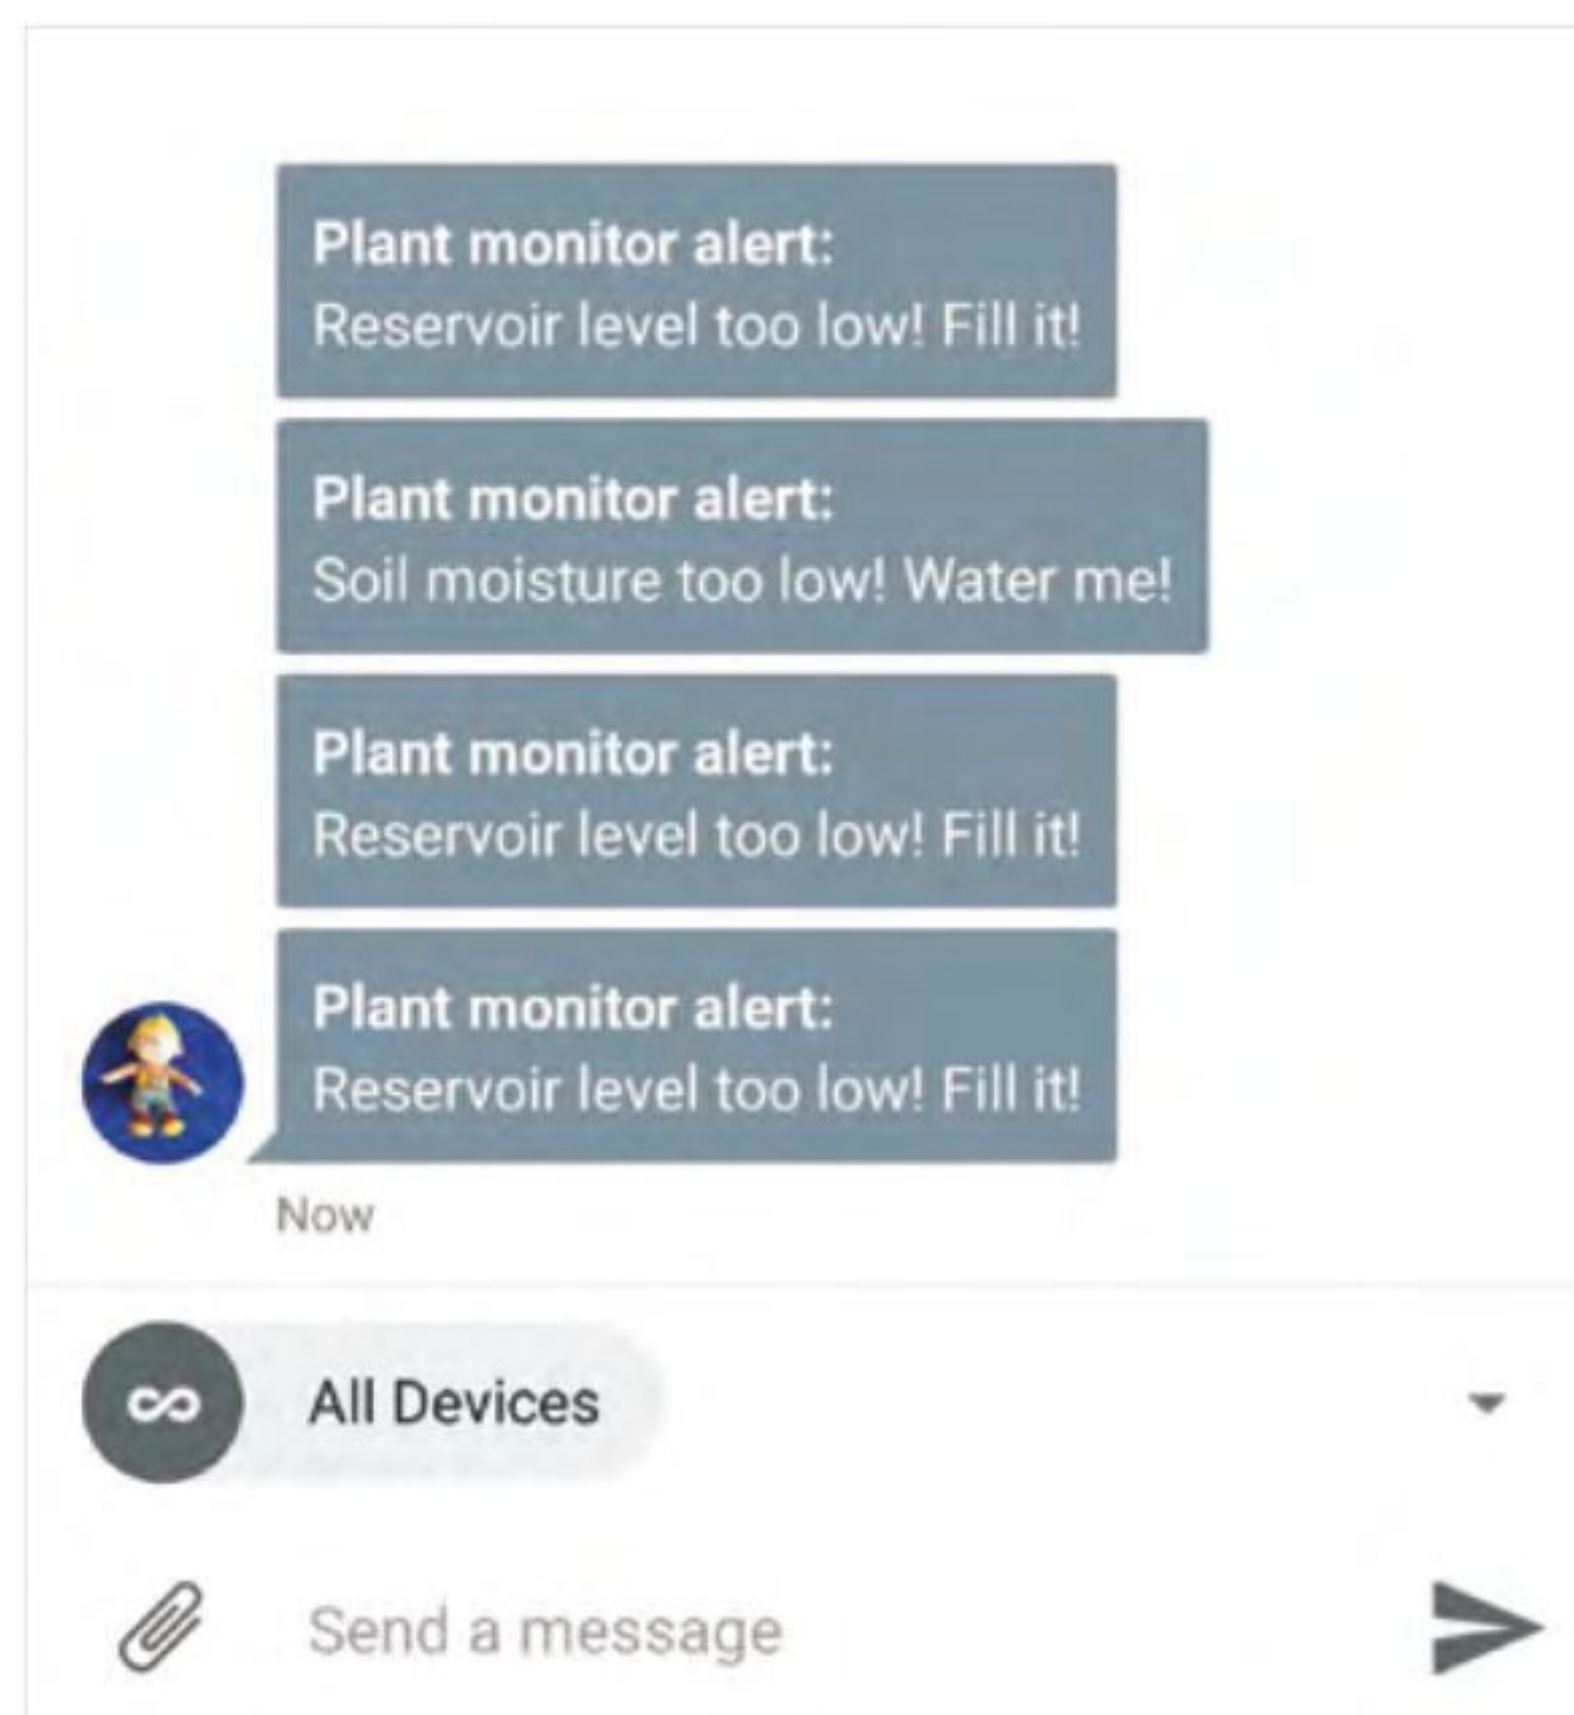 Plant monitor alert:
Reservoir level too low! Fill it!
Plant monitor alert:
Soil moisture too low! Water me!
Plant monitor alert:
Reservoir level too low! Fill it!
Plant monitor alert:
Reservoir level too low! Fill it!
Now
All Devices
Send a message